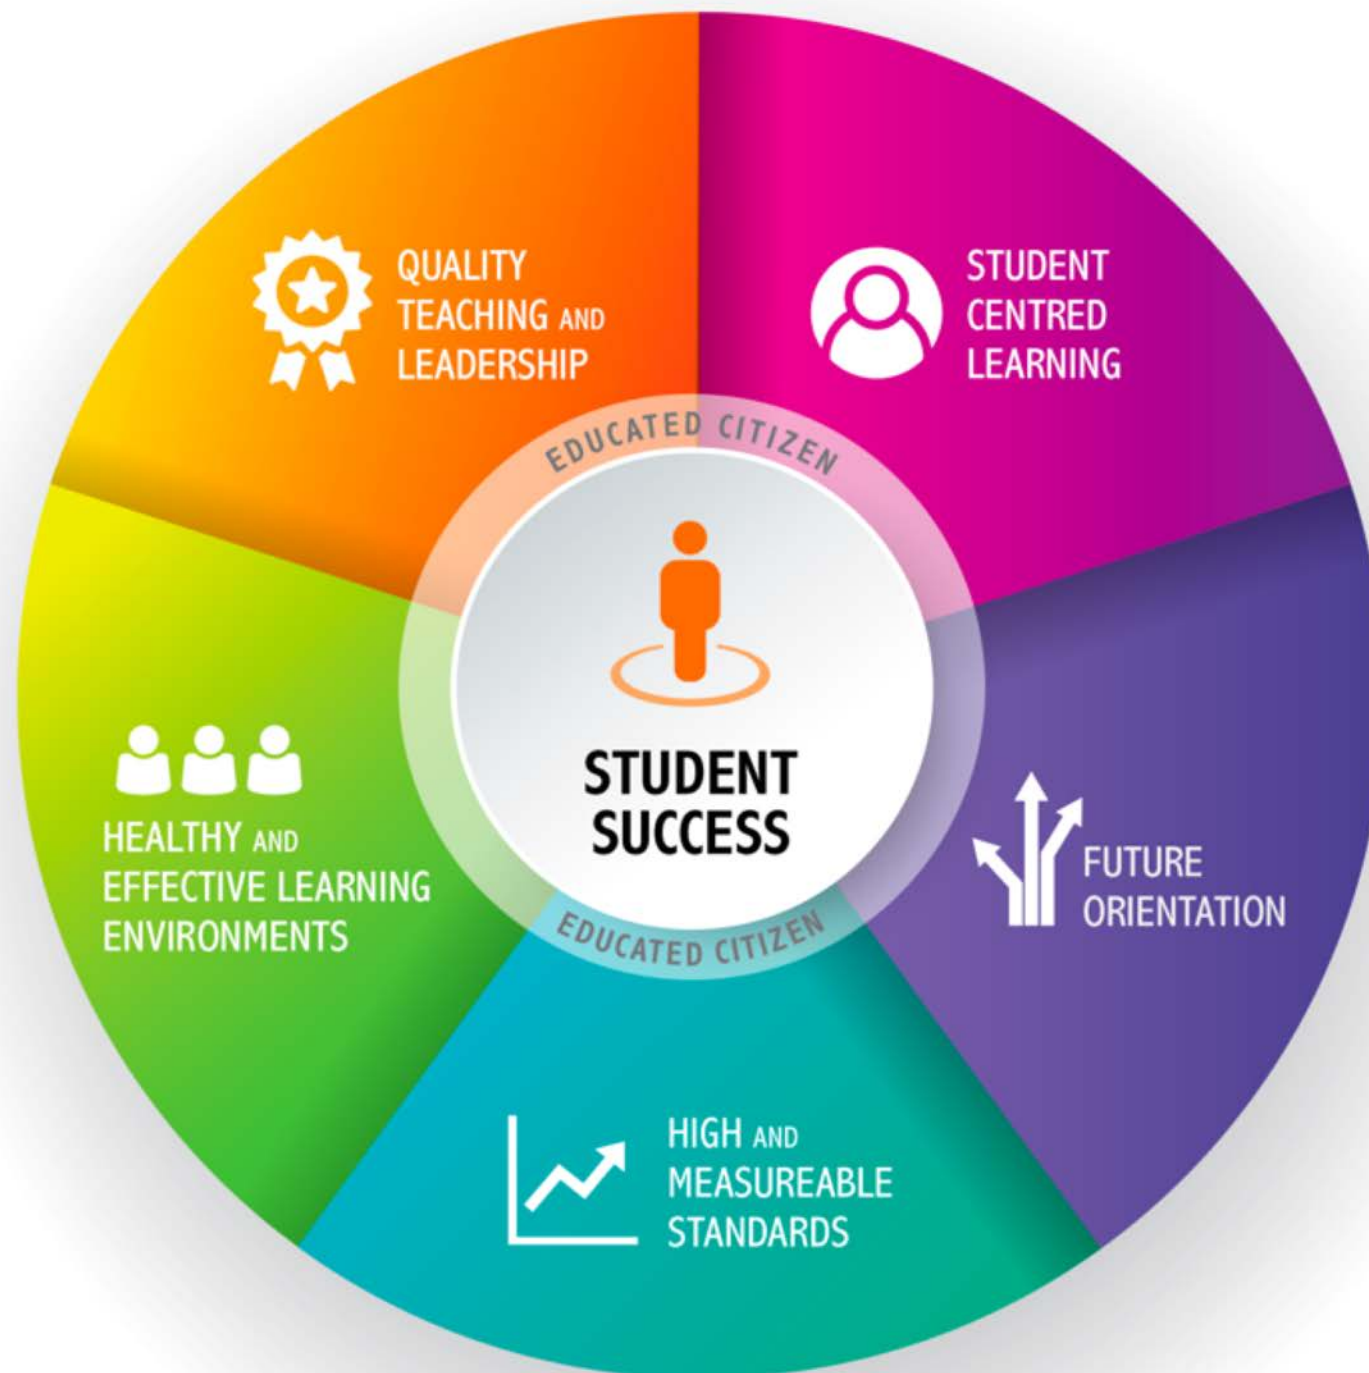 QUALITY
TEACHING AND
LEADERSHIP
STUDENT
CENTRED
LEARNING
EDUCATED CITIZEN
STUDENT
SUCCESS
EDUCATED CITIZEN
HEALTHY AND
EFFECTIVE LEARNING
ENVIRONMENTS
FUTURE
ORIENTATION
HIGH AND
MEASUREABLE
STANDARDS